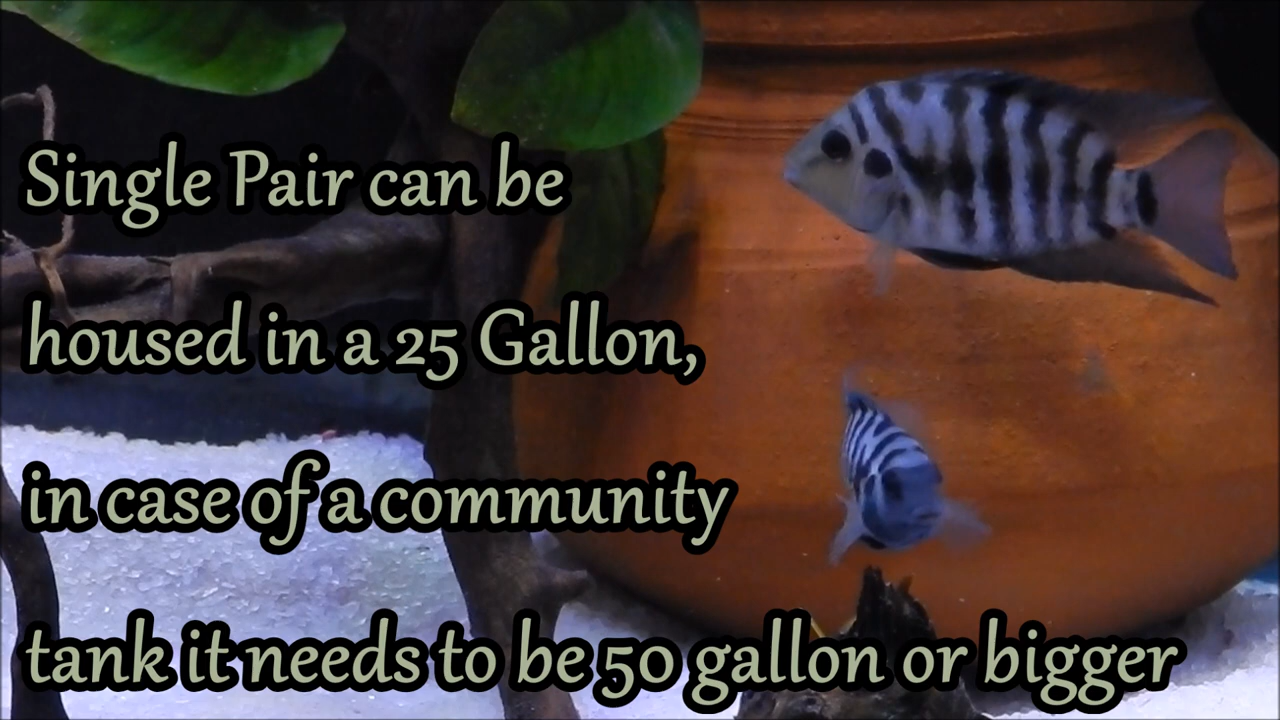 Single Pair can be
housed in a 25 Gallon,
in case of a community
tank it needs to be 50 gallon or bigger